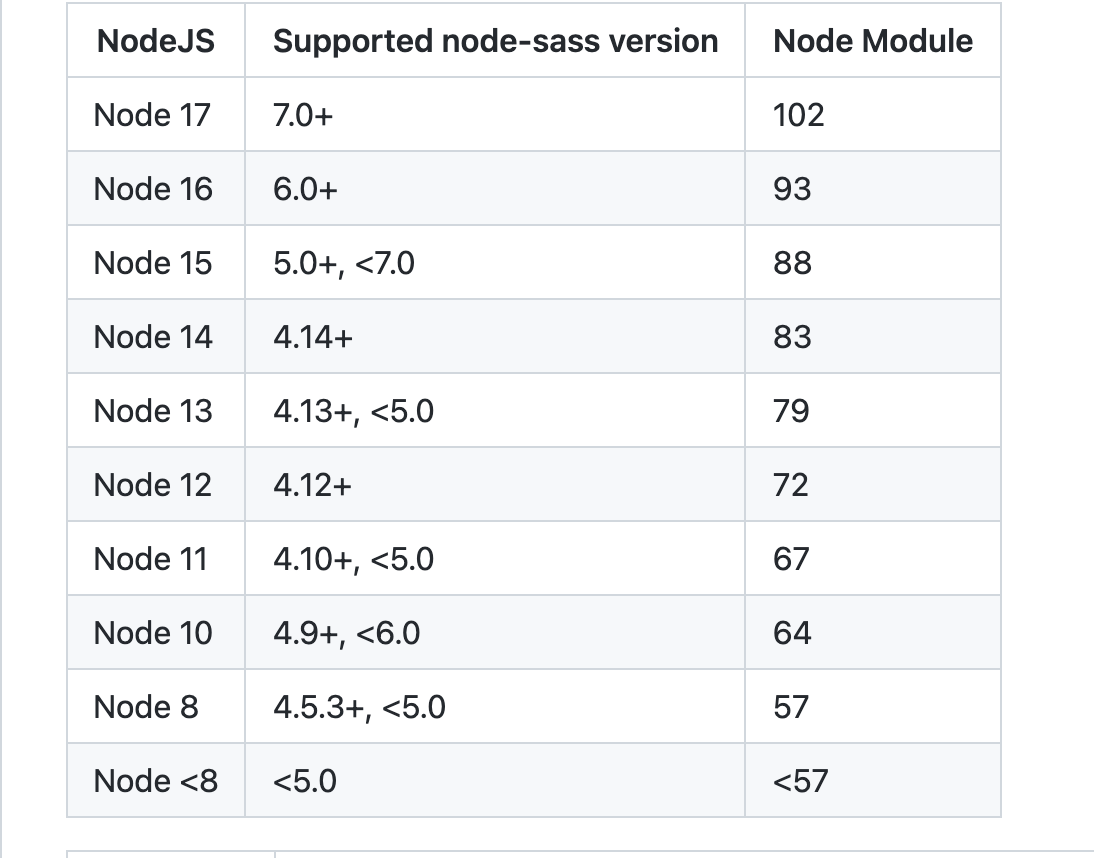 NodeJS Supported node-sass version Node Module
Node 17 7.0+ 102
Node 16 6.0+ 93
Node 15 5.0+, <7.0 88
Node 14 4.14+ 83
Node 13 4.13+, <5.0 79
Node 12 4.12+ 72
Node 11 4.10+, <5.0 67
Node 10 4.9+, <6.0 64
Node 8 4.5.3+, <5.0 57
Node <8 <5.0 <57